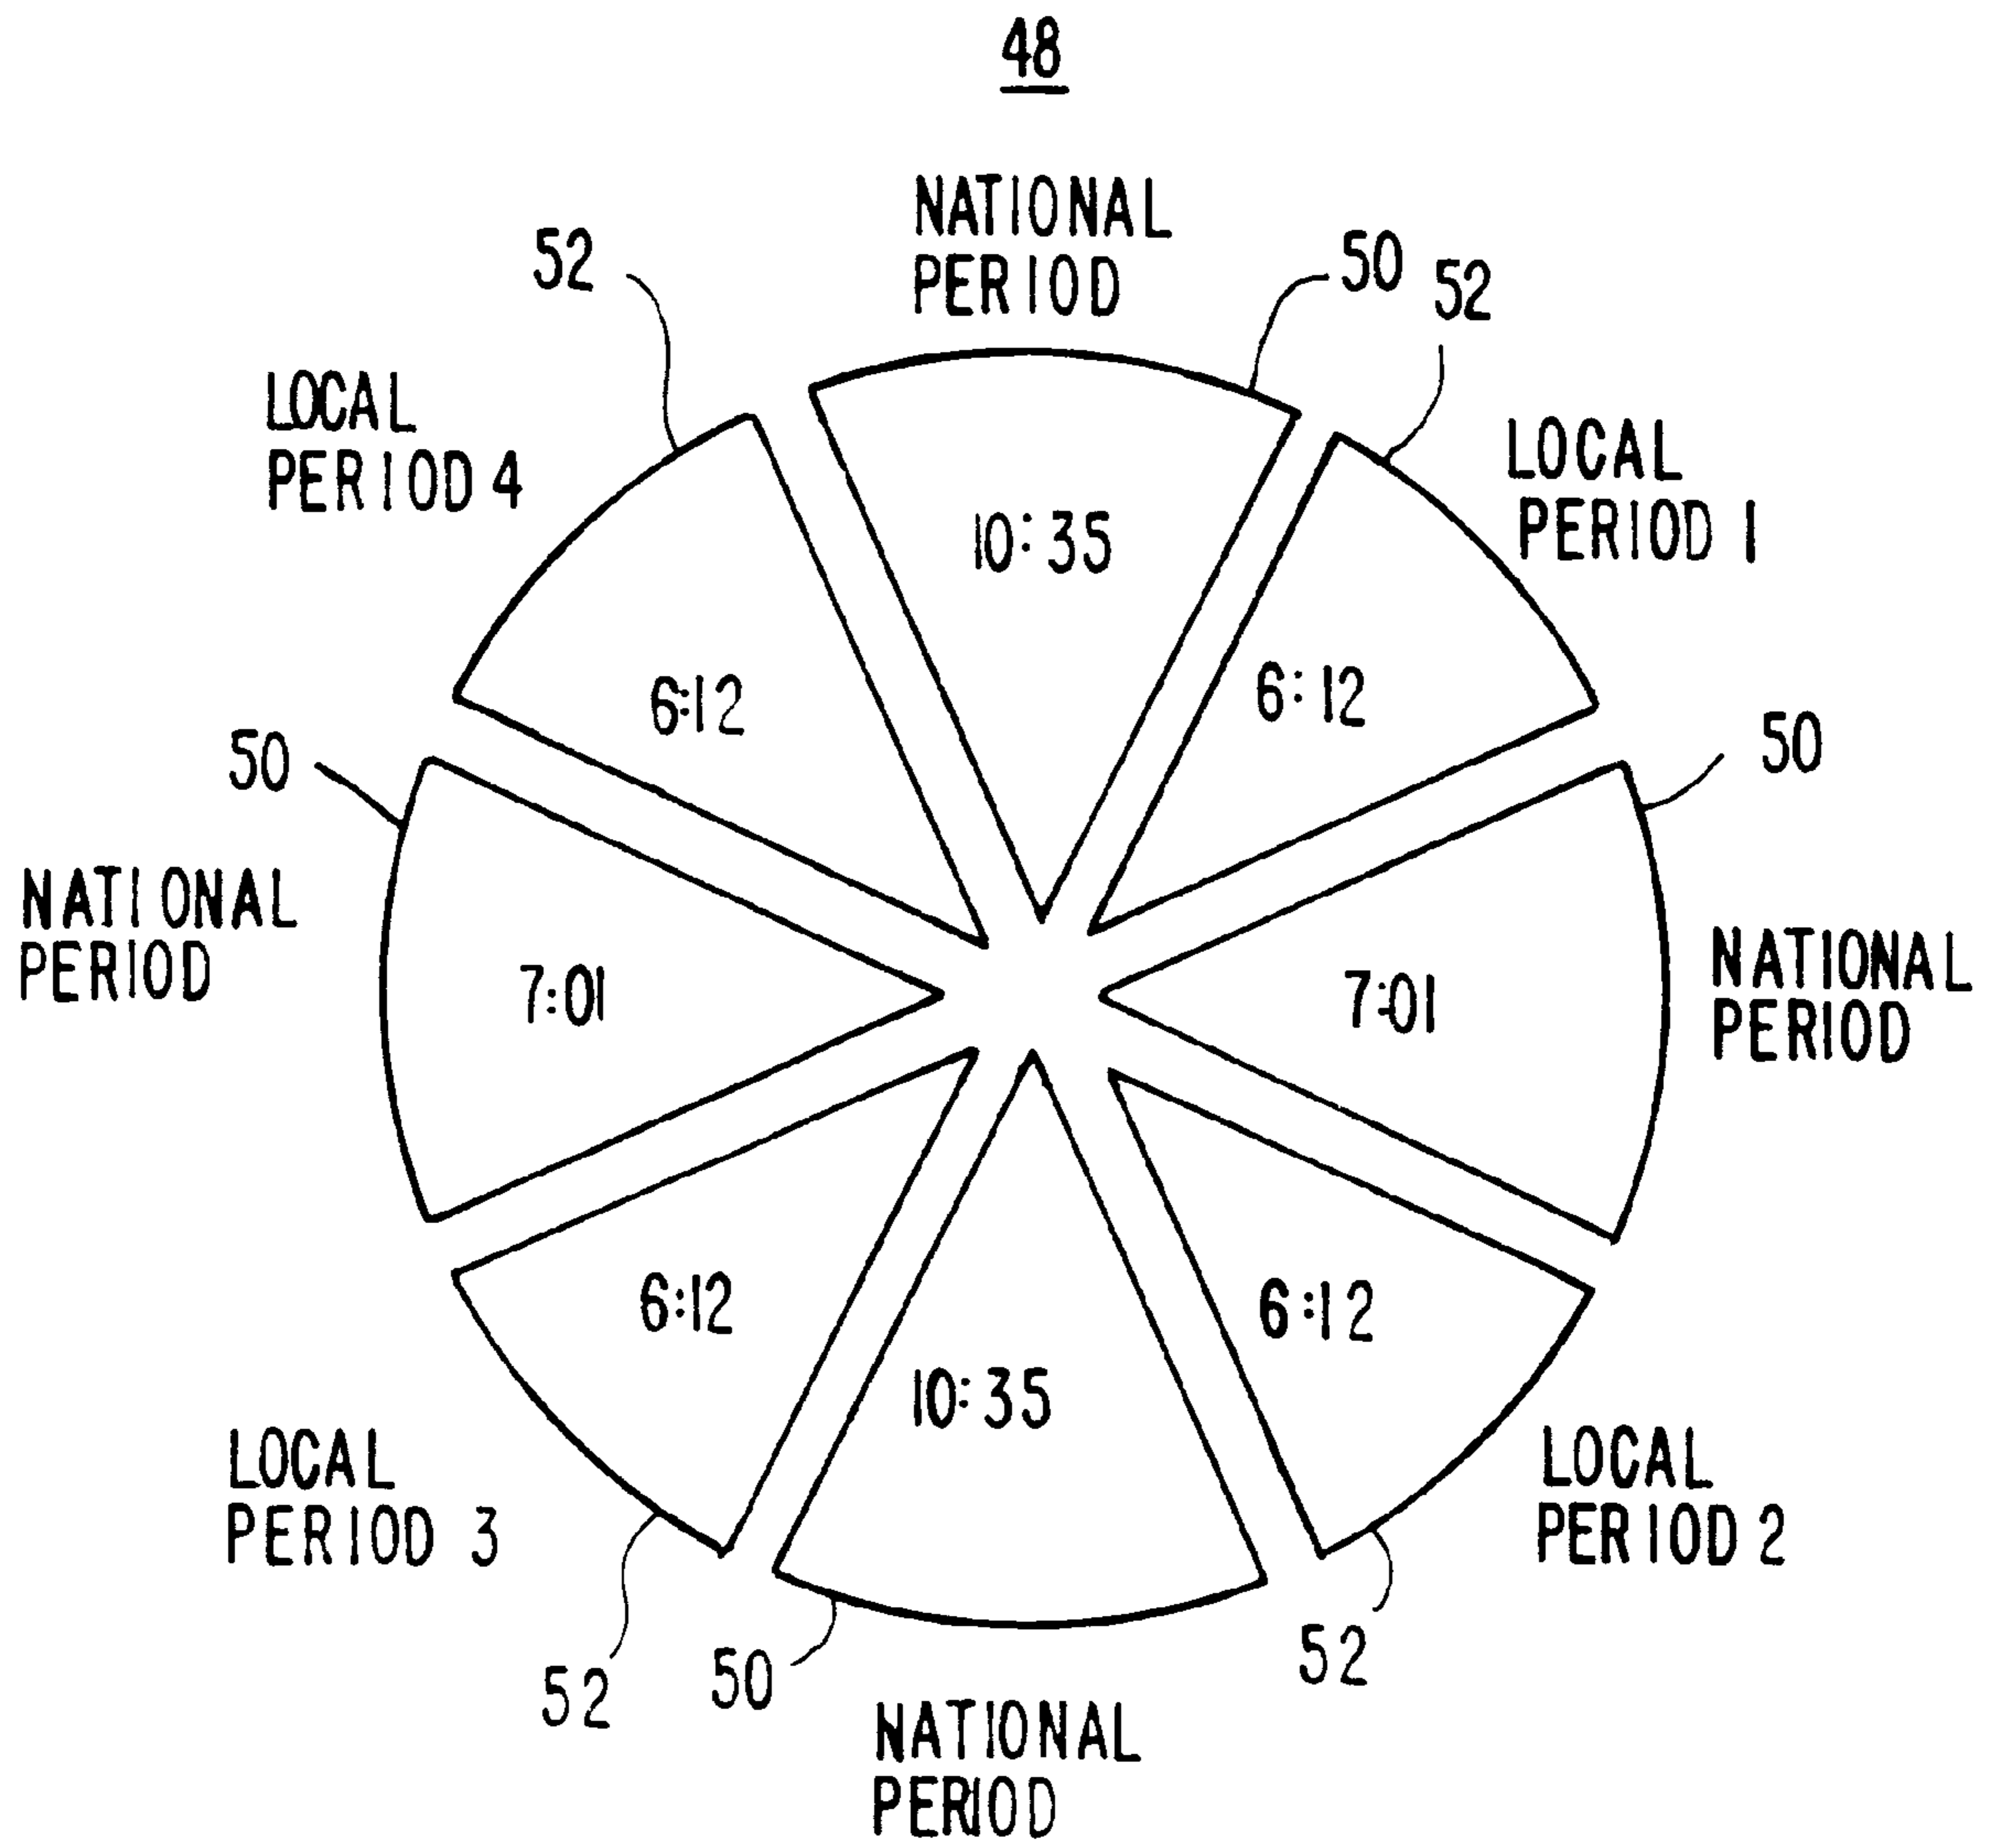 48
NATIONAL
PERIOD
52
50
52
LOCAL
PERIOD 4
LOCAL
PERIOD 1
10:35
6:12
6:12
50
50
NATIONAL
PERIOD
NATIONAL
PERIOD
7:01
7:01
6:12
6:12
10:35
LOCAL
PERIOD 3
LOCAL
PERIOD 2
52
50
52
NATIONAL
PERIOD